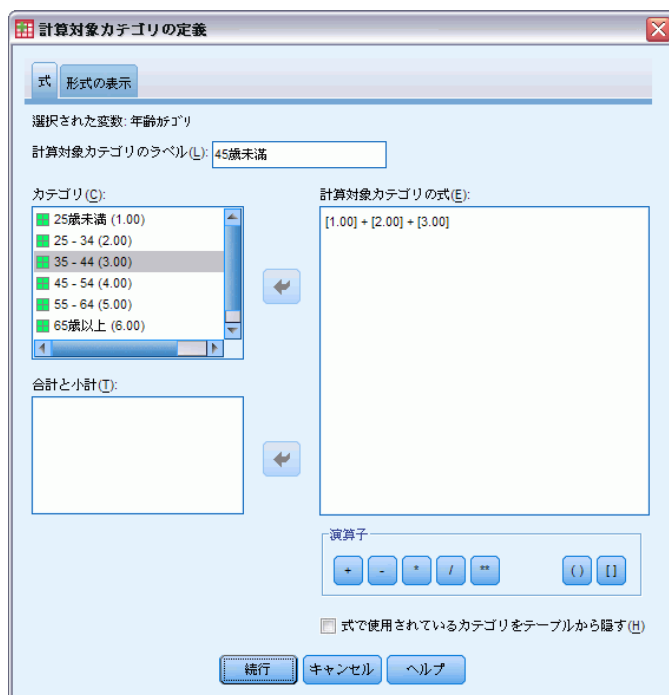 計算対象カテゴリの定義
式
形式の表示
選択された変数: 年齢ｶﾃｺﾞﾘ
計算対象カテゴリのラベル(L): 45歳未満
カテゴリ(C):
25歳未満 (1.00)
25 - 34 (2.00)
35 - 44 (3.00)
45 - 54 (4.00)
55 - 64 (5.00)
65歳以上 (6.00)
合計と小計(T):
計算対象カテゴリの式(E):
[1.00] + [2.00] + [3.00]
演算子
+ - * / ** ( ) [ ]
式で使用されているカテゴリをテーブルから隠す(H)
続行 キャンセル ヘルプ